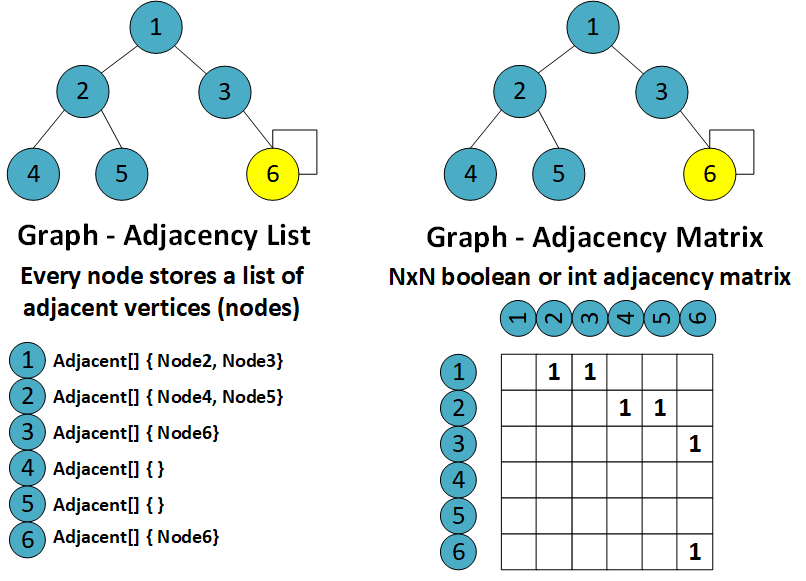 1
2
3
4
5
6
Graph - Adjacency List
Every node stores a list of
adjacent vertices (nodes)
1 Adjacent[] { Node2, Node3}
2 Adjacent[] { Node4, Node5}
3 Adjacent[] { Node6}
4 Adjacent[] { }
5 Adjacent[] { }
6 Adjacent[] { Node6}
1
2
3
4
5
6
Graph - Adjacency Matrix
NxN boolean or int adjacency matrix
1 2 3 4 5 6
1 1 1
2 1 1
3 1
4
5
6 1